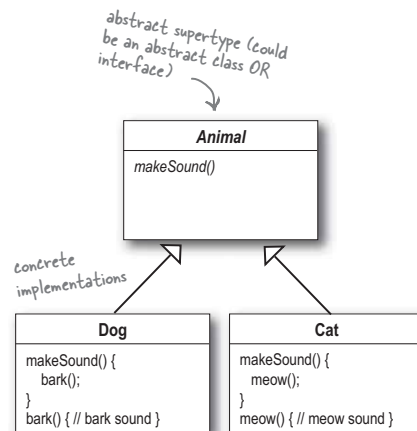 abstract supertype (could
be an abstract class OR
interface)
Animal
makeSound()
concrete
implementations
Dog
makeSound() {
bark();
}
bark() { // bark sound }
Cat
makeSound() {
meow();
}
meow() { // meow sound }